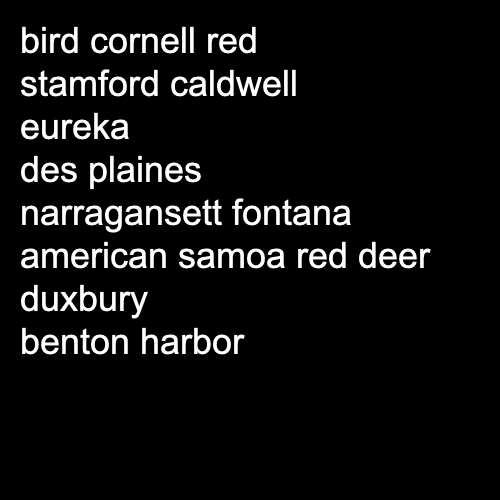 bird cornell red
stamford caldwell
eureka
des plaines
narragansett fontana
american samoa red deer
duxbury
benton harbor